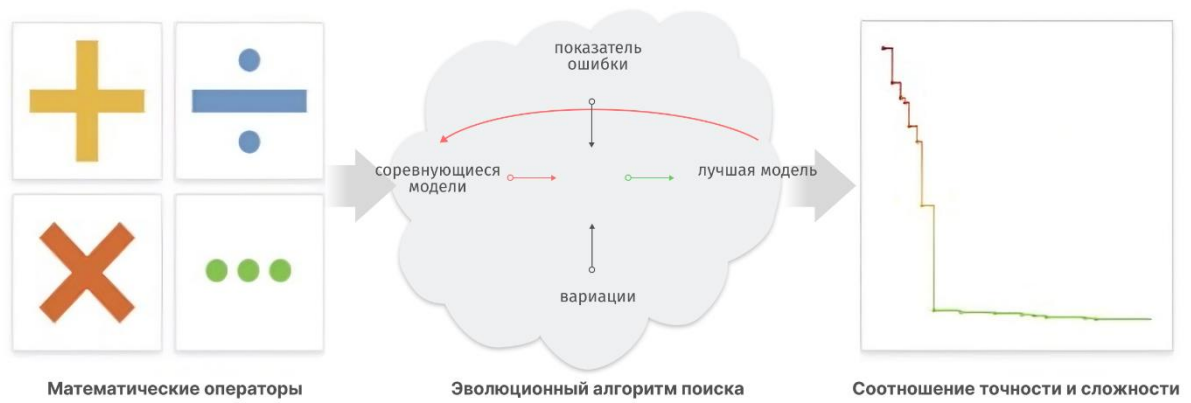 показатель
ошибки
соревнующиеся
модели
лучшая модель
вариации
Математические операторы
Эволюционный алгоритм поиска
Соотношение точности и сложности